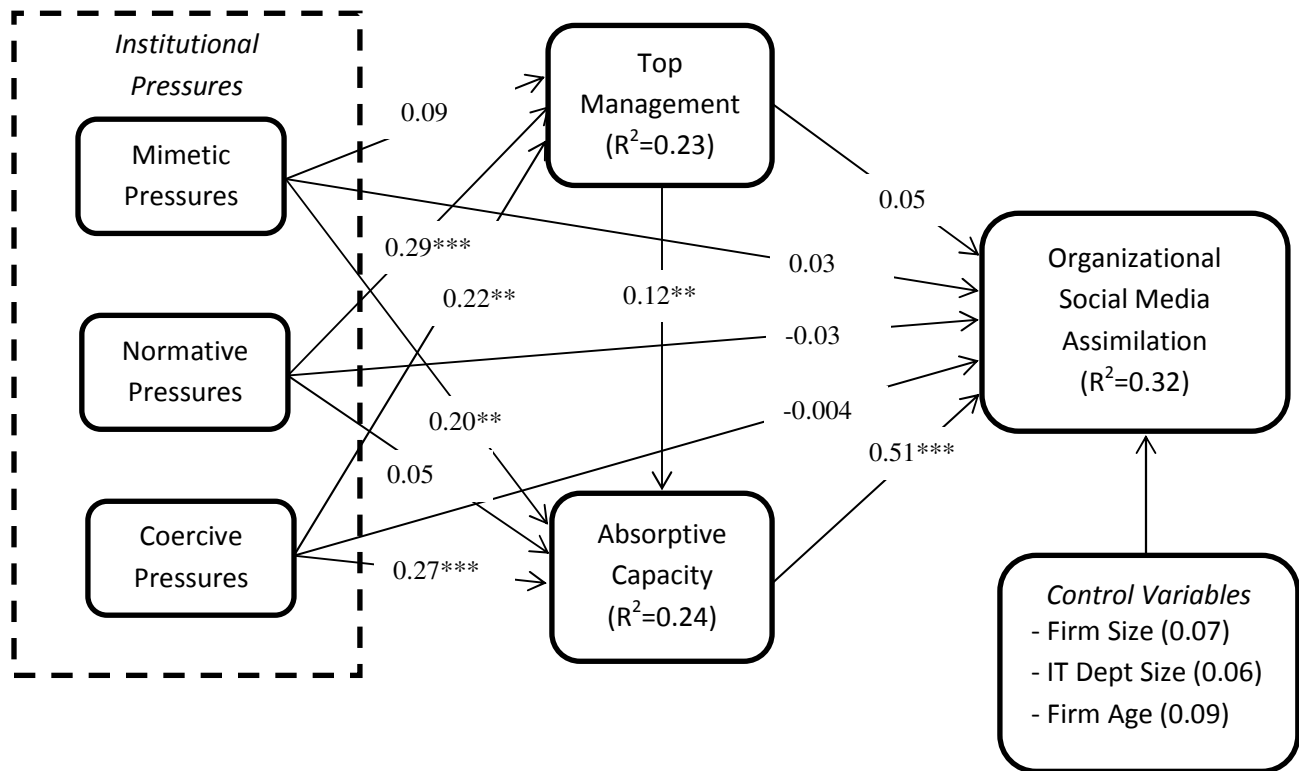 Institutional
Pressures
Mimetic
Pressures
Normative
Pressures
Coercive
Pressures
Top
Management
(R²=0.23)
Absorptive
Capacity
(R²=0.24)
Organizational
Social Media
Assimilation
(R²=0.32)
Control Variables
- Firm Size (0.07)
- IT Dept Size (0.06)
- Firm Age (0.09)
0.09
0.29***
0.22**
0.20**
0.05
0.27***
0.12**
0.05
0.03
-0.03
-0.004
0.51***